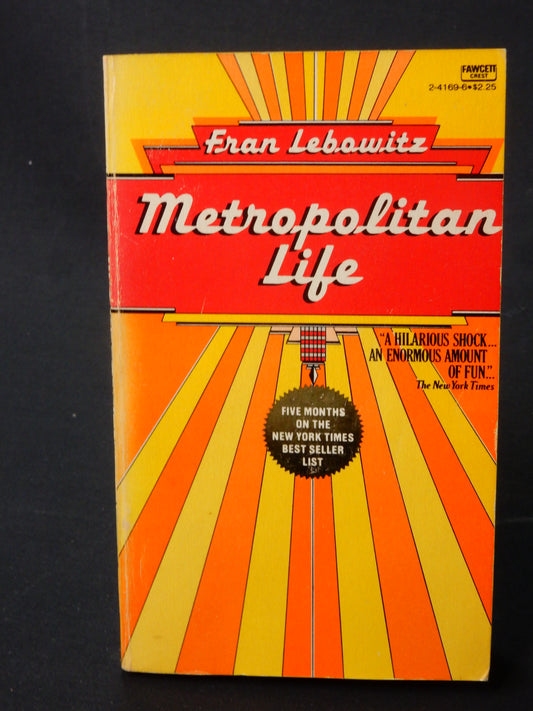 FAWCETT
CREST
2-4169-6•$2.25
Fran Lebowitz
Metropolitan
Life
"A HILARIOUS SHOCK...
AN ENORMOUS AMOUNT
OF FUN."..
The New York Times
FIVE MONTHS
ON THE
NEW YORK TIMES
BEST SELLER
LIST